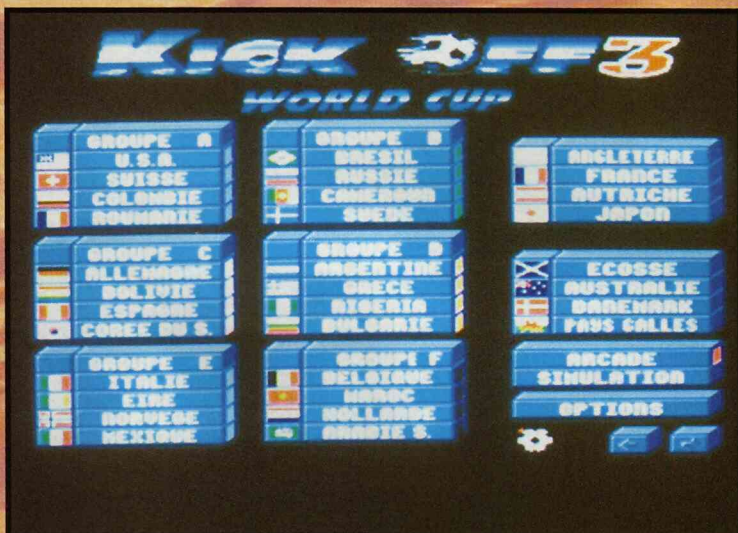 KICK OFF 3
WORLD CUP
GROUPE A
U.S.A.
SUISSE
COLOMBIE
ROUMANIE
GROUPE B
BRESIL
RUSSIE
CAMEROUN
SUEDE
ANGLETERRE
FRANCE
AUTRICHE
JAPON
GROUPE C
ALLEMAGNE
BOLIVIE
ESPAGNE
COREE DU S.
GROUPE D
ARGENTINE
GRECE
NIGERIA
BULGARIE
ECOSSE
AUSTRALIE
DANEMARK
PAYS GALLES
GROUPE E
ITALIE
EIRE
NORVEGE
MEXIQUE
GROUPE F
BELGIQUE
MAROC
HOLLANDE
ARABIE S.
ARCADE
SIMULATION
OPTIONS